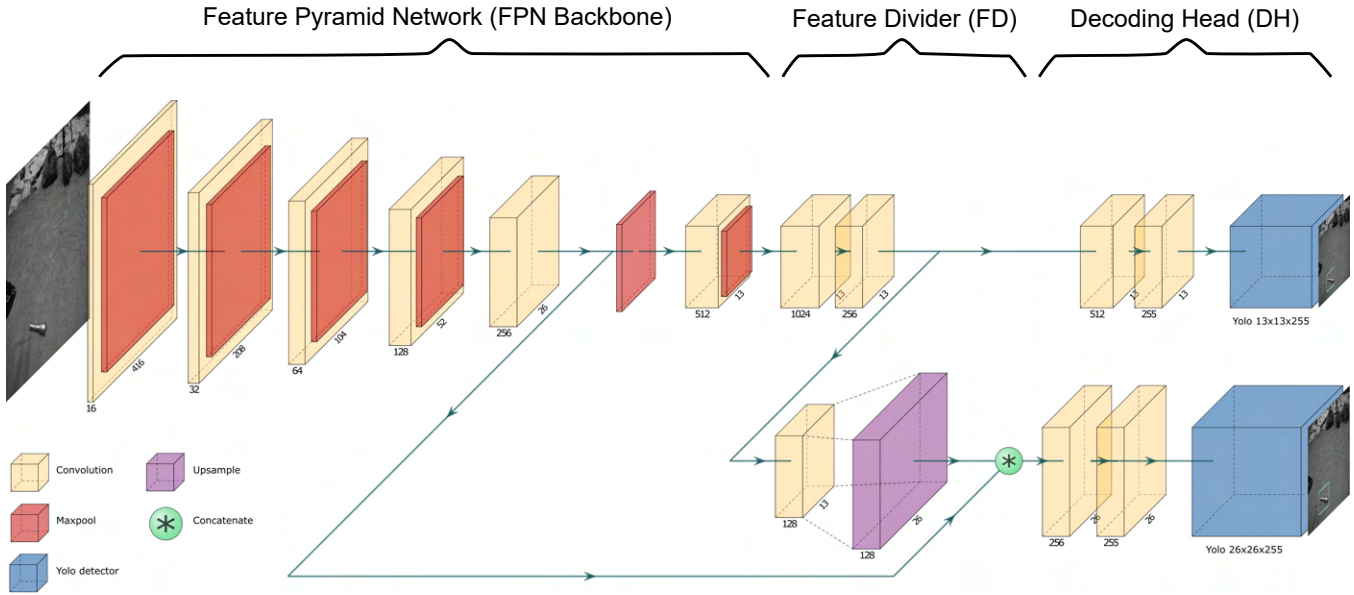 Feature Pyramid Network (FPN Backbone)
Feature Divider (FD)
Decoding Head (DH)
16
416
32
208
64
104
128
52
256
26
512
13
1024
13
256
13
512
13
255
13
Yolo 13x13x255
128
13
128
26
256
26
255
26
Yolo 26x26x255
Convolution
Upsample
Maxpool
Concatenate
Yolo detector